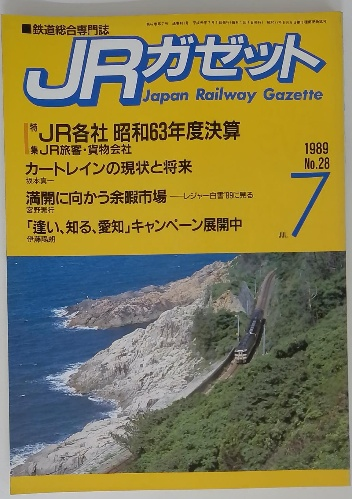 ■鉄道総合専門誌
JRガゼット
Japan Railway Gazette
特集 JR各社 昭和63年度決算
JR旅客・貨物会社
1989
No.28
7
JUL.
カートレインの現状と将来
満開に向かう余暇市場——レジャー白書'89に見る
「逢い、知る、愛知」キャンペーン展開中